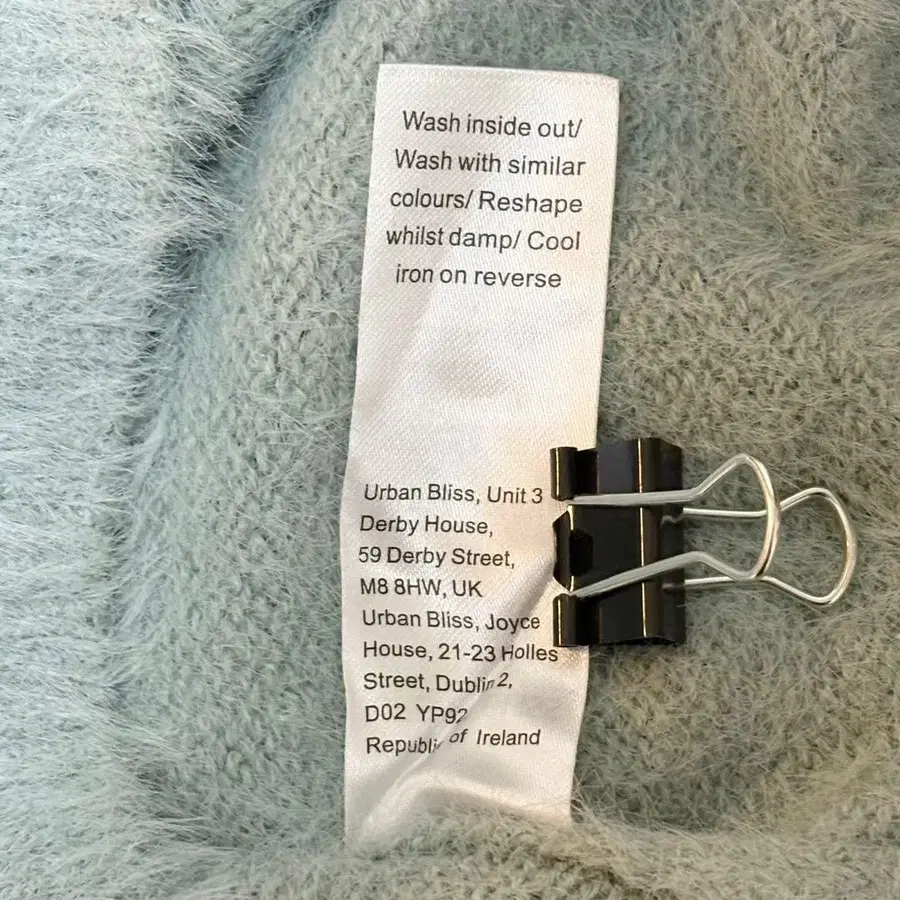 Wash inside out/
Wash with similar
colours/ Reshape
whilst damp/ Cool
iron on reverse
Urban Bliss, Unit 3
Derby House,
59 Derby Street,
M8 8HW, UK
Urban Bliss, Joyce
House, 21-23 Holles
Street, Dublin 2,
D02 YP92
Republic of Ireland